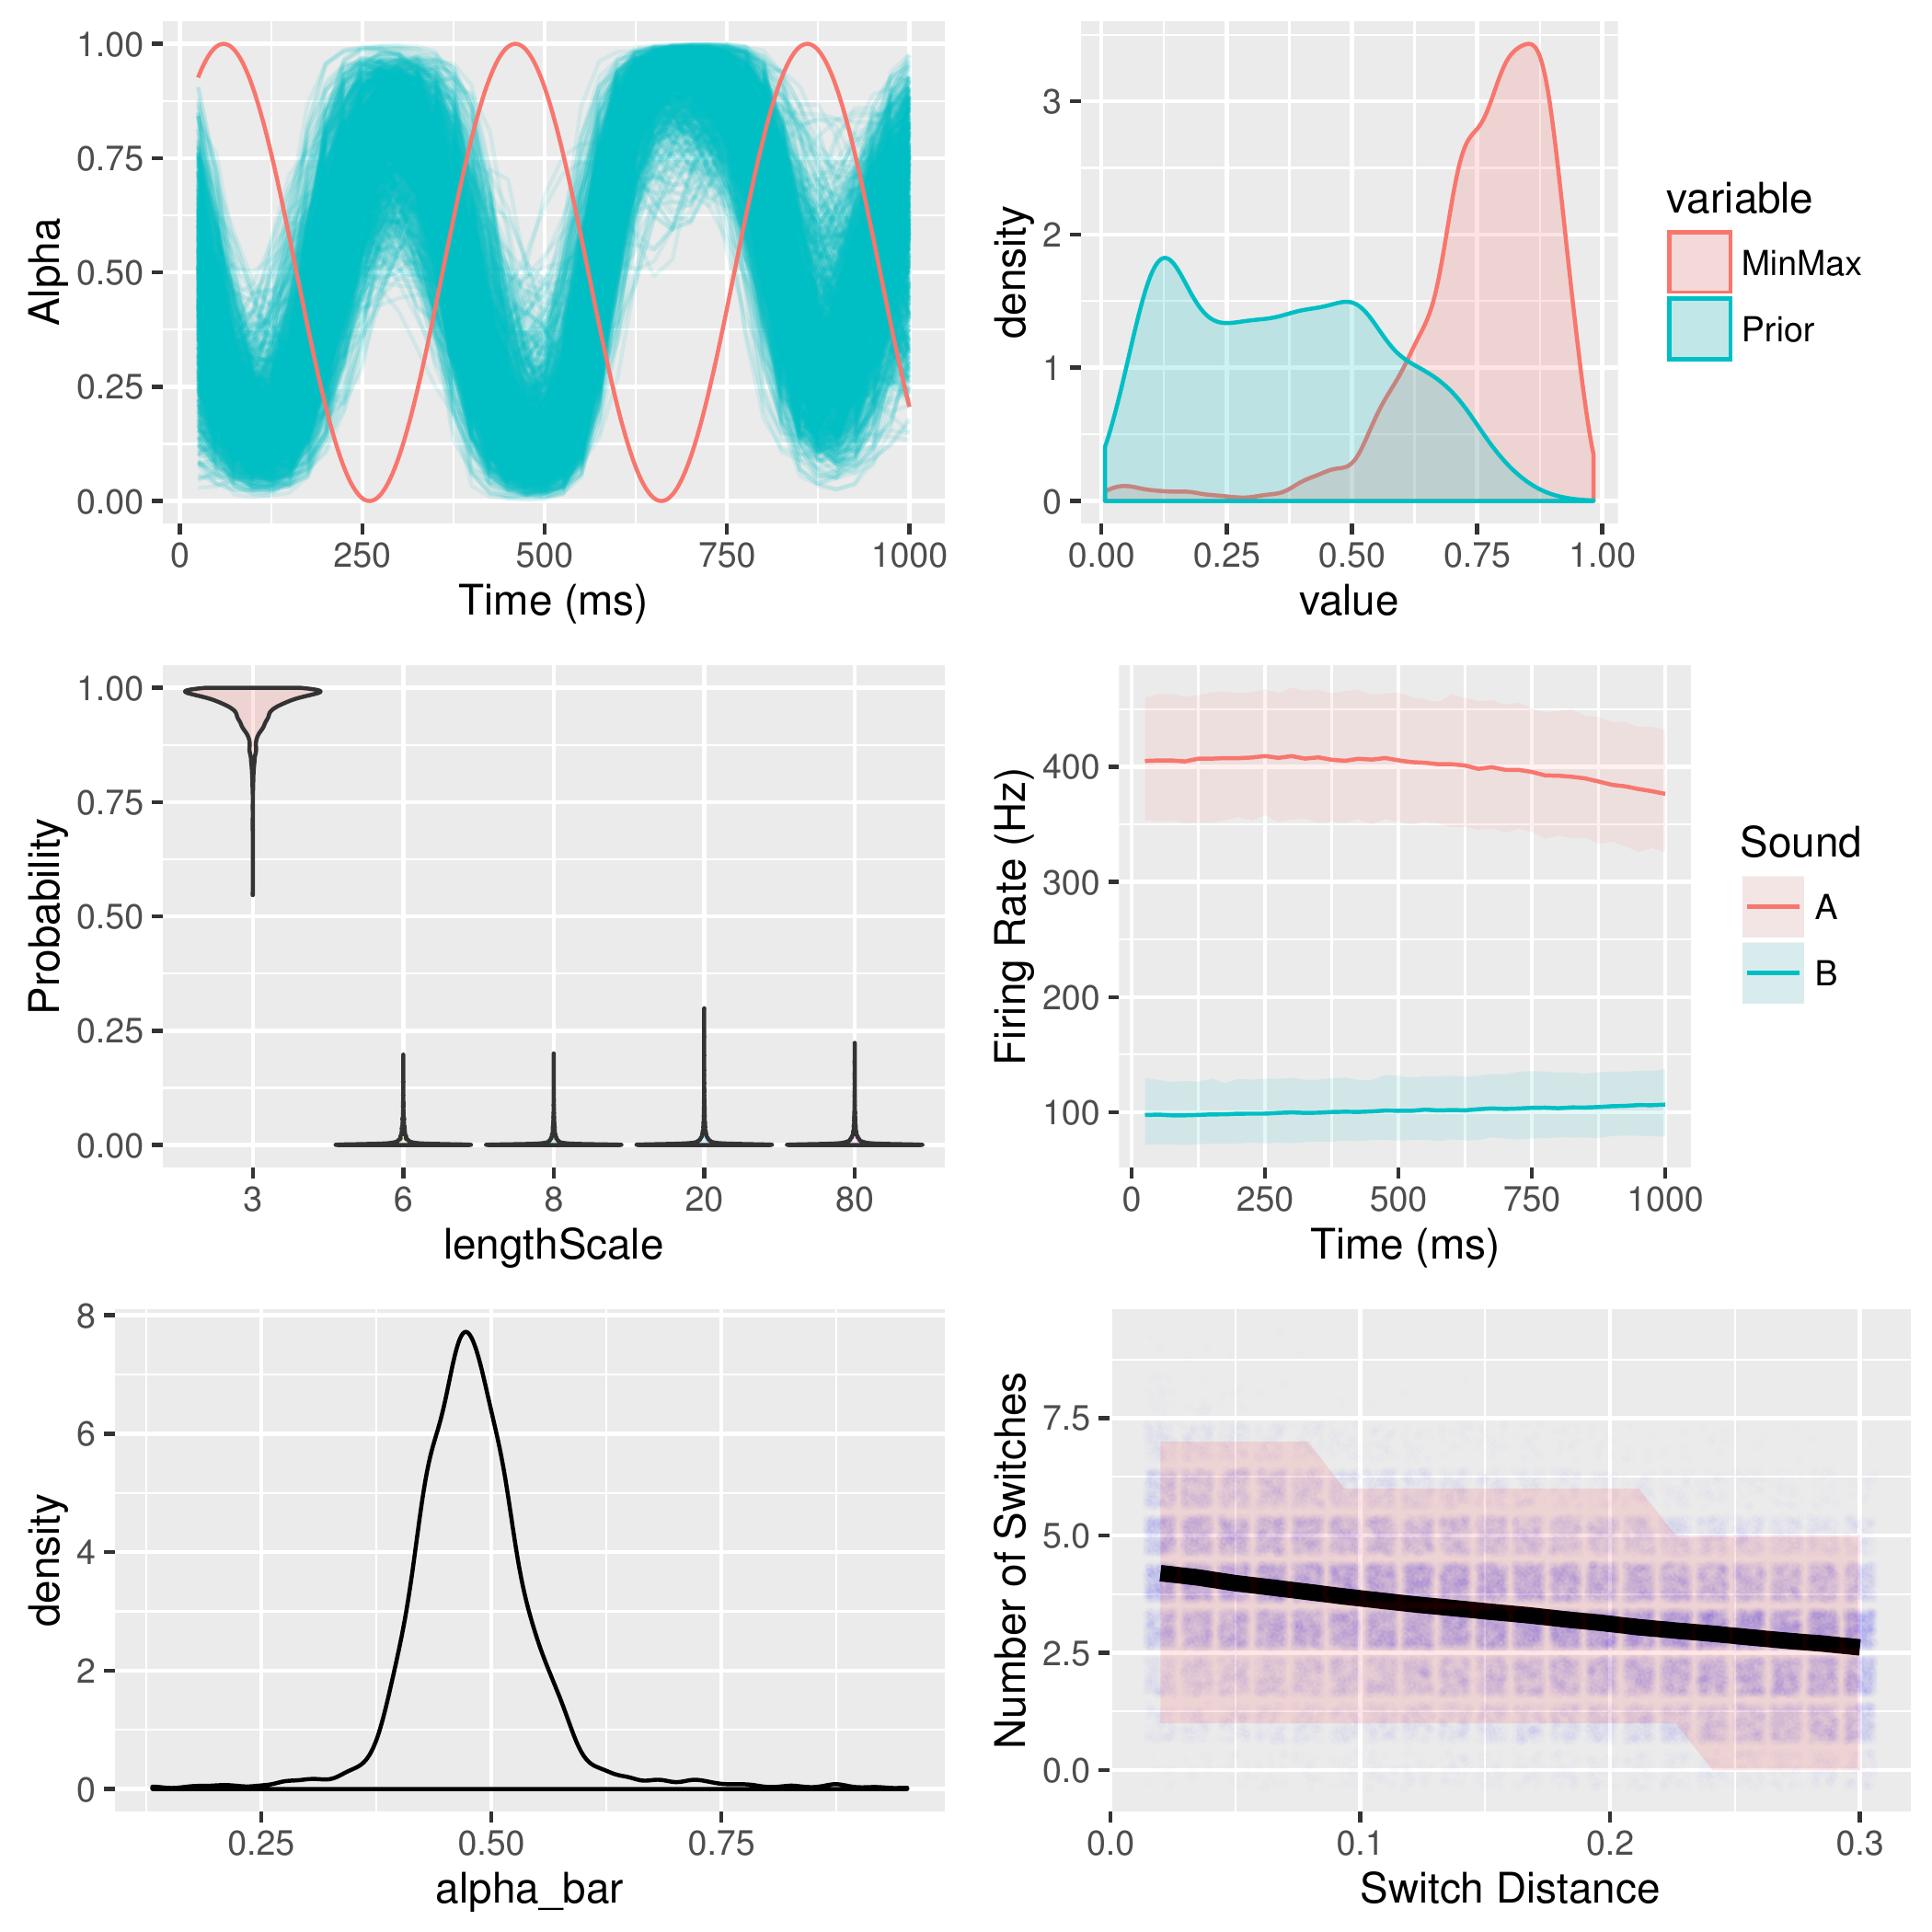 1.00
0.75
0.50
0.25
0.00
Alpha
0 250 500 750 1000
Time (ms)
3
2
1
0
density
0.00 0.25 0.50 0.75 1.00
value
variable
MinMax
Prior
1.00
0.75
0.50
0.25
0.00
Probability
3 6 8 20 80
lengthScale
400
300
200
100
Firing Rate (Hz)
0 250 500 750 1000
Time (ms)
Sound
A
B
8
6
4
2
0
density
0.25 0.50 0.75
alpha_bar
7.5
5.0
2.5
0.0
Number of Switches
0.0 0.1 0.2 0.3
Switch Distance